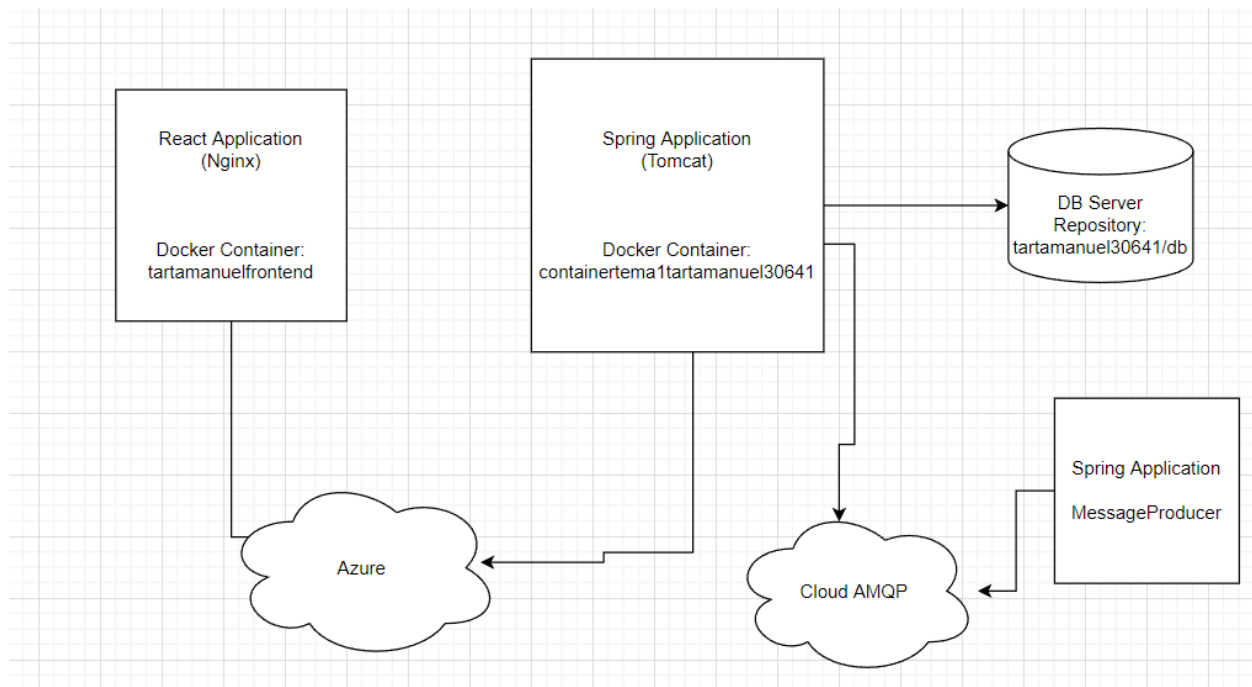 React Application
(Nginx)
Docker Container:
tartamanuelfrontend
Spring Application
(Tomcat)
Docker Container:
containertema1tartamanuel30641
DB Server
Repository:
tartamanuel30641/db
Spring Application
MessageProducer
Azure
Cloud AMQP